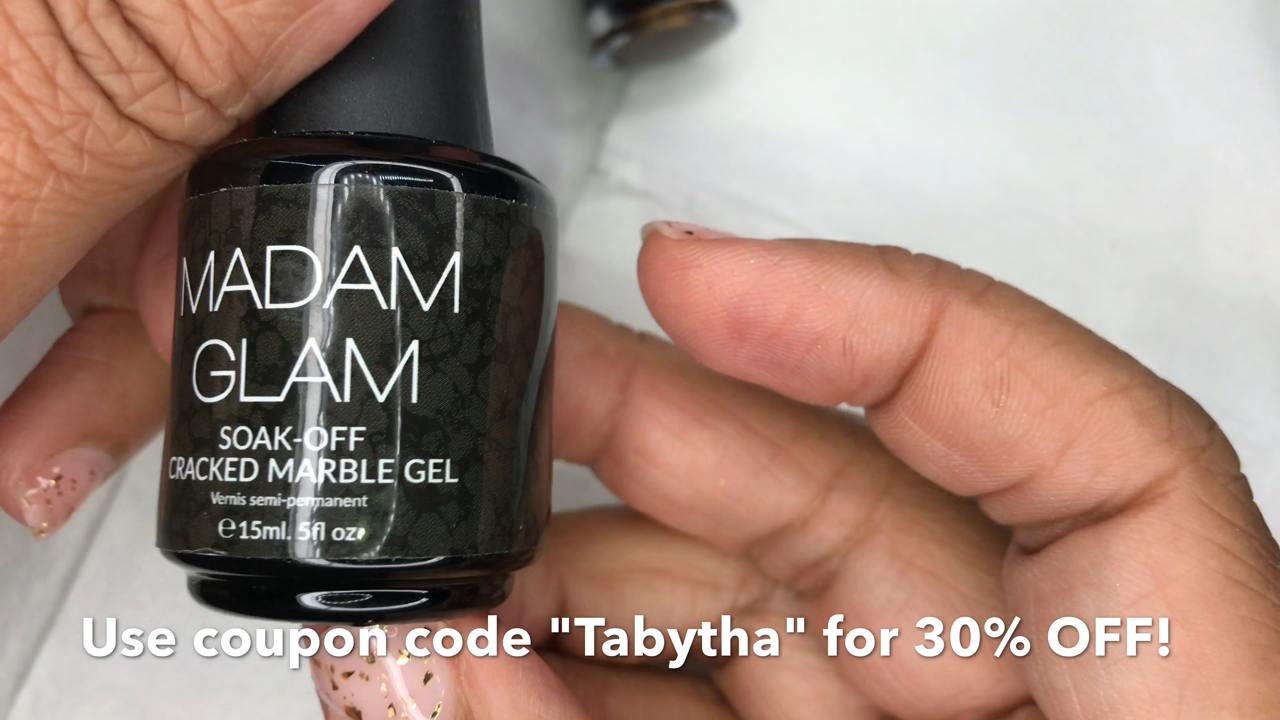 MADAM
GLAM
SOAK-OFF
CRACKED MARBLE GEL
Vernis semi-permanent
℮15ml. 5fl oz
Use coupon code "Tabytha" for 30% OFF!